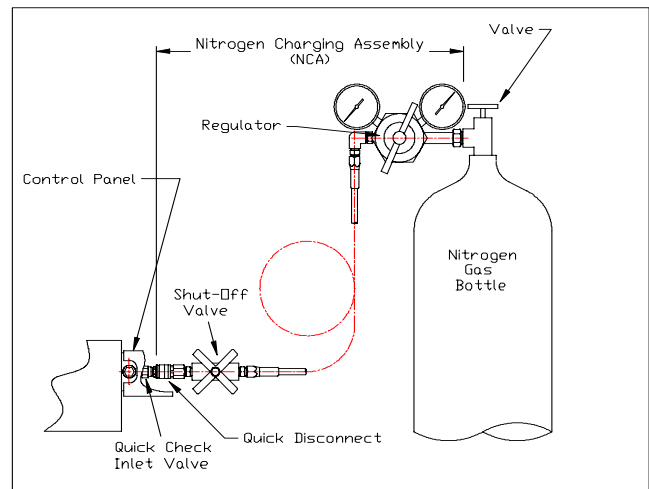 Nitrogen Charging Assembly
(NCA)
Valve
Regulator
Control Panel
Nitrogen
Gas
Bottle
Shut-Off
Valve
Quick Disconnect
Quick Check
Inlet Valve